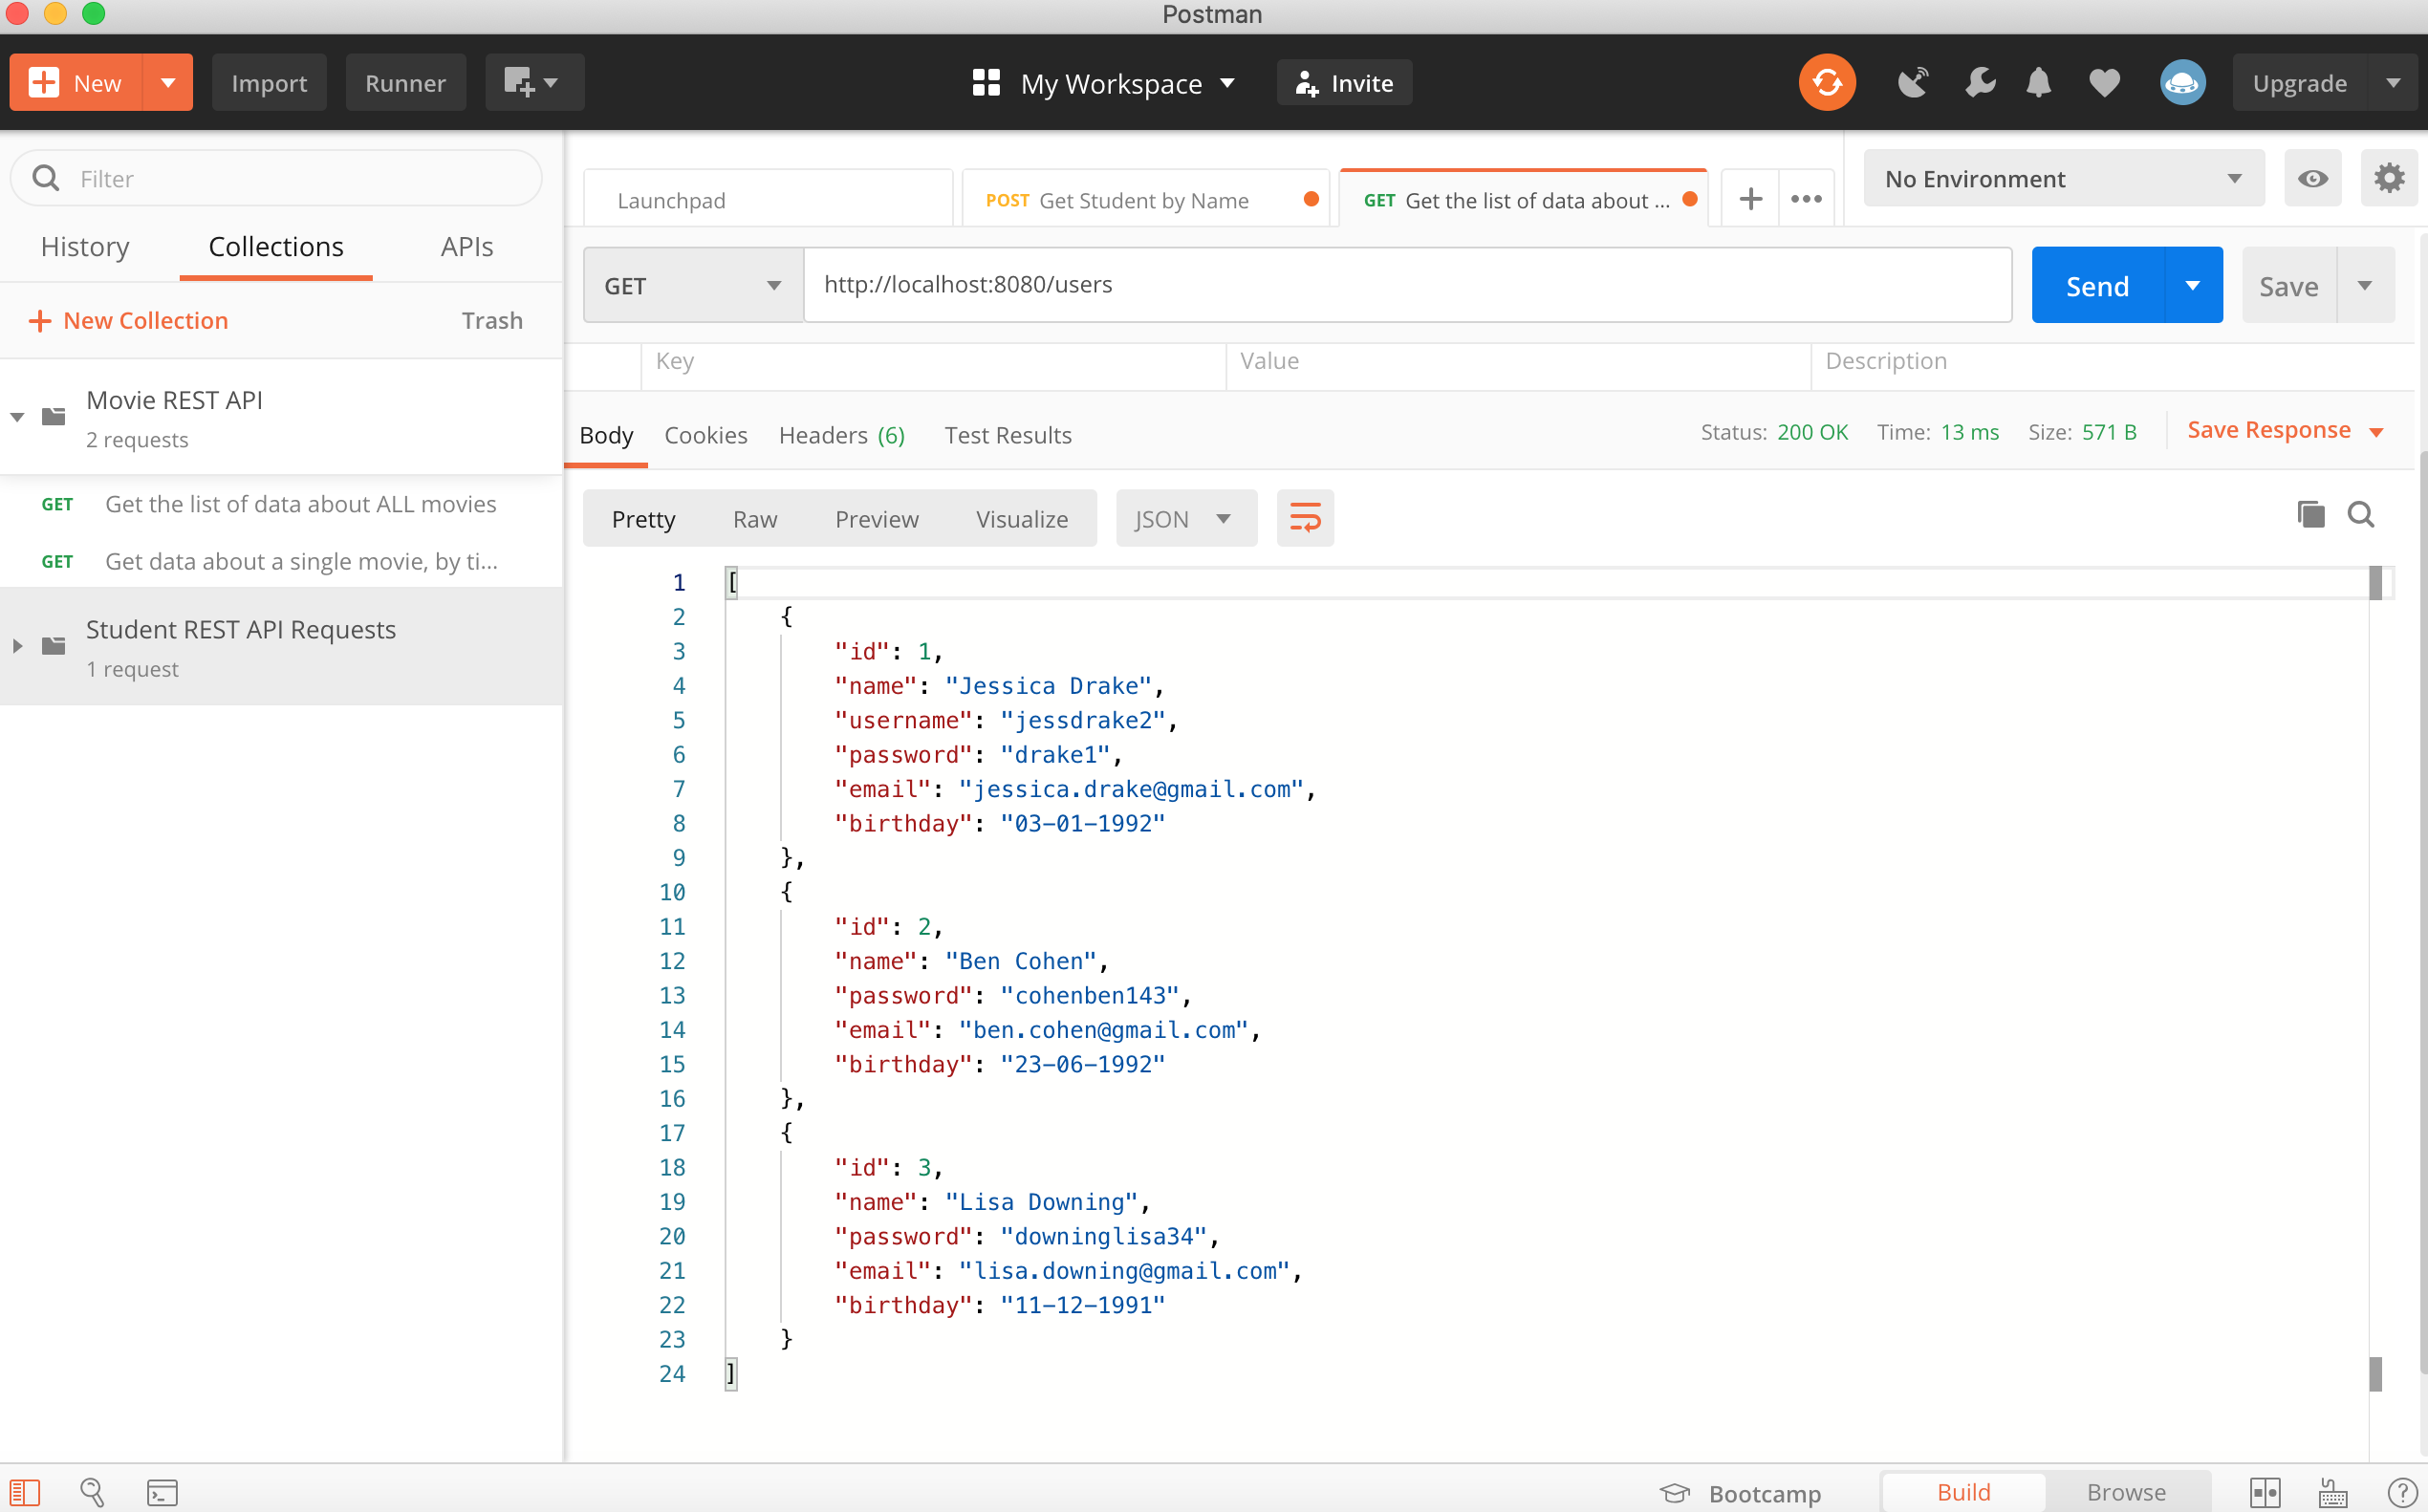 Postman
New
Import
Runner
My Workspace
Invite
Upgrade
Filter
History
Collections
APIs
New Collection
Trash
Movie REST API
2 requests
GET Get the list of data about ALL movies
GET Get data about a single movie, by ti...
Student REST API Requests
1 request
Launchpad
POST Get Student by Name
GET Get the list of data about ...
No Environment
GET
http://localhost:8080/users
Send
Save
Key
Value
Description
Body
Cookies
Headers (6)
Test Results
Status: 200 OK
Time: 13 ms
Size: 571 B
Save Response
Pretty
Raw
Preview
Visualize
JSON
1 [
2 {
3 "id": 1,
4 "name": "Jessica Drake",
5 "username": "jessdrake2",
6 "password": "drake1",
7 "email": "jessica.drake@gmail.com",
8 "birthday": "03-01-1992"
9 },
10 {
11 "id": 2,
12 "name": "Ben Cohen",
13 "password": "cohenben143",
14 "email": "ben.cohen@gmail.com",
15 "birthday": "23-06-1992"
16 },
17 {
18 "id": 3,
19 "name": "Lisa Downing",
20 "password": "downinglisa34",
21 "email": "lisa.downing@gmail.com",
22 "birthday": "11-12-1991"
23 }
24 ]
Bootcamp
Build
Browse